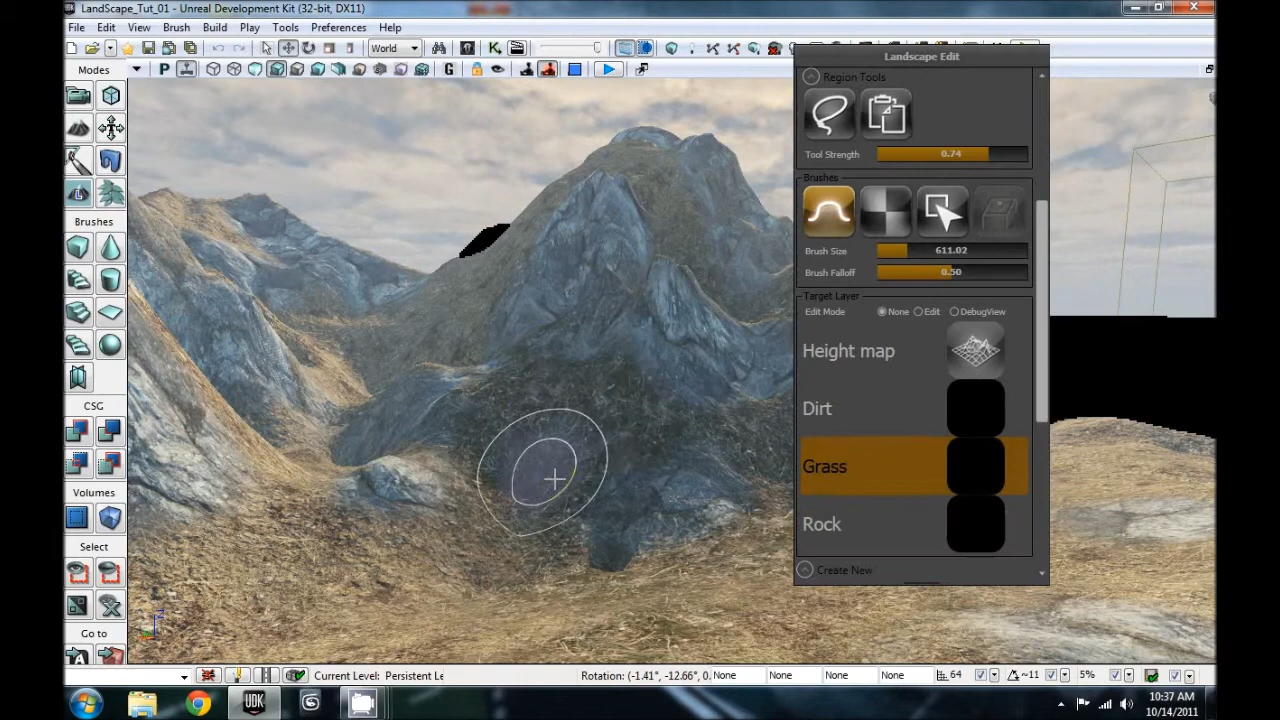 LandScape_Tut_01 - Unreal Development Kit (32-bit, DX11)
File Edit View Brush Build Play Tools Preferences Help
World
Modes
P
G
Brushes
CSG
Volumes
Select
Go to
Landscape Edit
Region Tools
Tool Strength 0.74
Brushes
Brush Size 611.02
Brush Falloff 0.50
Target Layer
Edit Mode None Edit DebugView
Height map
Dirt
Grass
Rock
Create New
Z
Current Level: Persistent Le Rotation: (-1.41°, -12.66°, 0. None None None None 64 ~11 5%
UDK
10:37 AM
10/14/2011